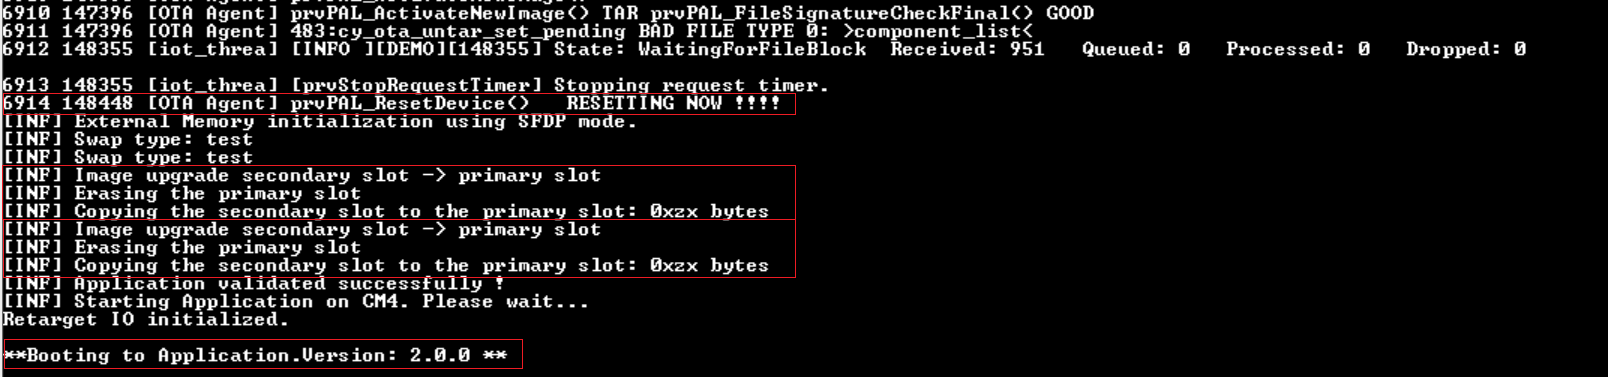 6910 147396 [OTA Agent] prvPAL_ActivateNewImage() TAR prvPAL_FileSignatureCheckFinal() GOOD
6911 147396 [OTA Agent] 483:cy_ota_untar_set_pending BAD FILE TYPE 0: >component_list<
6912 148355 [iot_threa] [INFO ][DEMO][148355] State: WaitingForFileBlock  Received: 951   Queued: 0   Processed: 0   Dropped: 0
6913 148355 [iot_threa] [prvStopRequestTimer] Stopping request timer.
6914 148448 [OTA Agent] prvPAL_ResetDevice()   RESETTING NOW !!!!
[INF] External Memory initialization using SFDP mode.
[INF] Swap type: test
[INF] Swap type: test
[INF] Image upgrade secondary slot -> primary slot
[INF] Erasing the primary slot
[INF] Copying the secondary slot to the primary slot: 0xzx bytes
[INF] Image upgrade secondary slot -> primary slot
[INF] Erasing the primary slot
[INF] Copying the secondary slot to the primary slot: 0xzx bytes
[INF] Application validated successfully !
[INF] Starting Application on CM4. Please wait...
Retarget IO initialized.
**Booting to Application.Version: 2.0.0 **